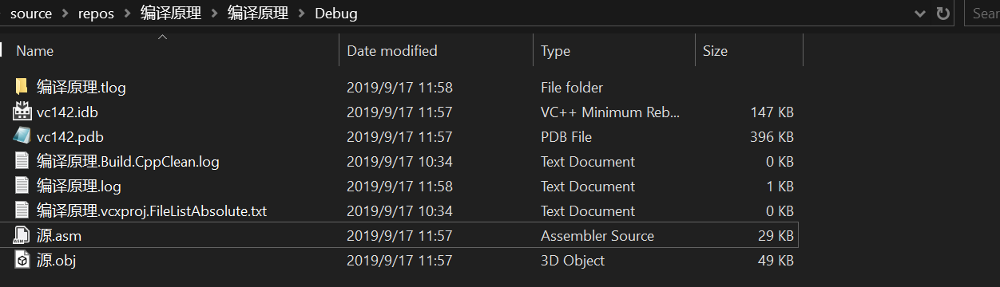 source > repos > 编译原理 > 编译原理 > Debug Sear
Name Date modified Type Size
编译原理.tlog 2019/9/17 11:58 File folder
vc142.idb 2019/9/17 11:57 VC++ Minimum Reb... 147 KB
vc142.pdb 2019/9/17 11:57 PDB File 396 KB
编译原理.Build.CppClean.log 2019/9/17 10:34 Text Document 0 KB
编译原理.log 2019/9/17 11:58 Text Document 1 KB
编译原理.vcxproj.FileListAbsolute.txt 2019/9/17 10:34 Text Document 0 KB
源.asm 2019/9/17 11:57 Assembler Source 29 KB
源.obj 2019/9/17 11:57 3D Object 49 KB